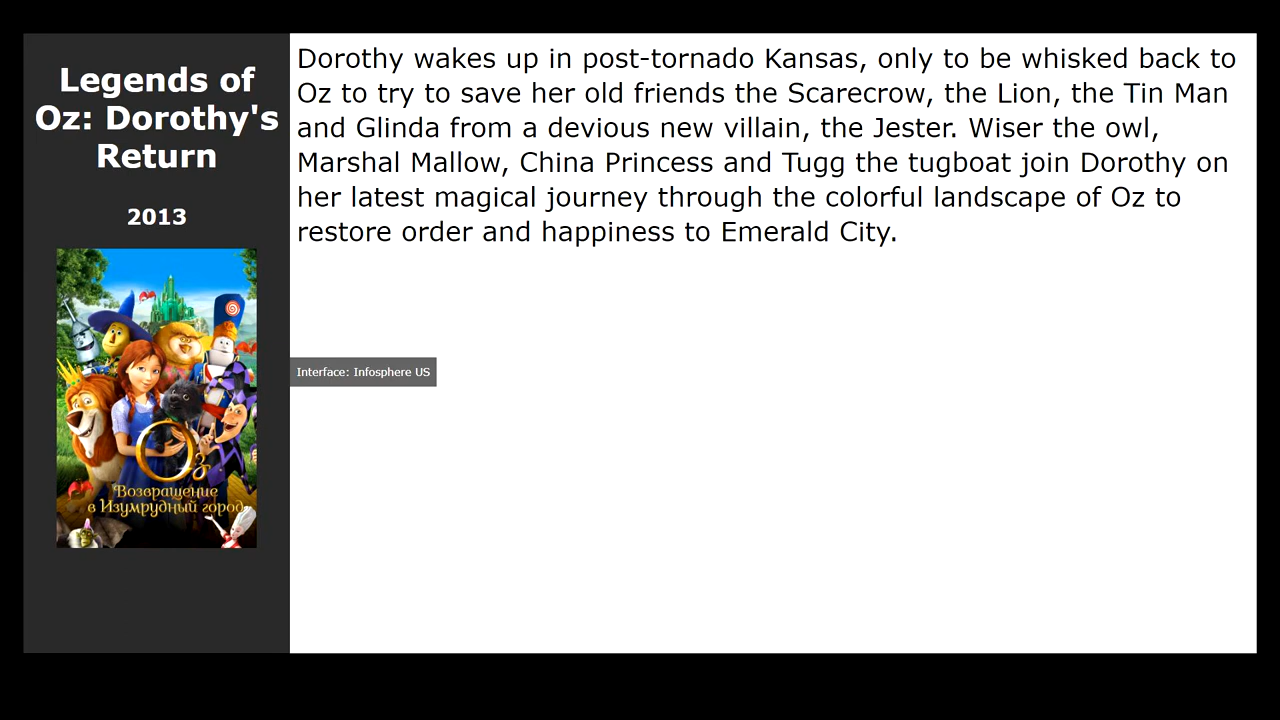 Legends of
Oz: Dorothy's
Return
2013
Оз
Возвращение
в Изумрудный город
Dorothy wakes up in post-tornado Kansas, only to be whisked back to
Oz to try to save her old friends the Scarecrow, the Lion, the Tin Man
and Glinda from a devious new villain, the Jester. Wiser the owl,
Marshal Mallow, China Princess and Tugg the tugboat join Dorothy on
her latest magical journey through the colorful landscape of Oz to
restore order and happiness to Emerald City.
Interface: Infosphere US